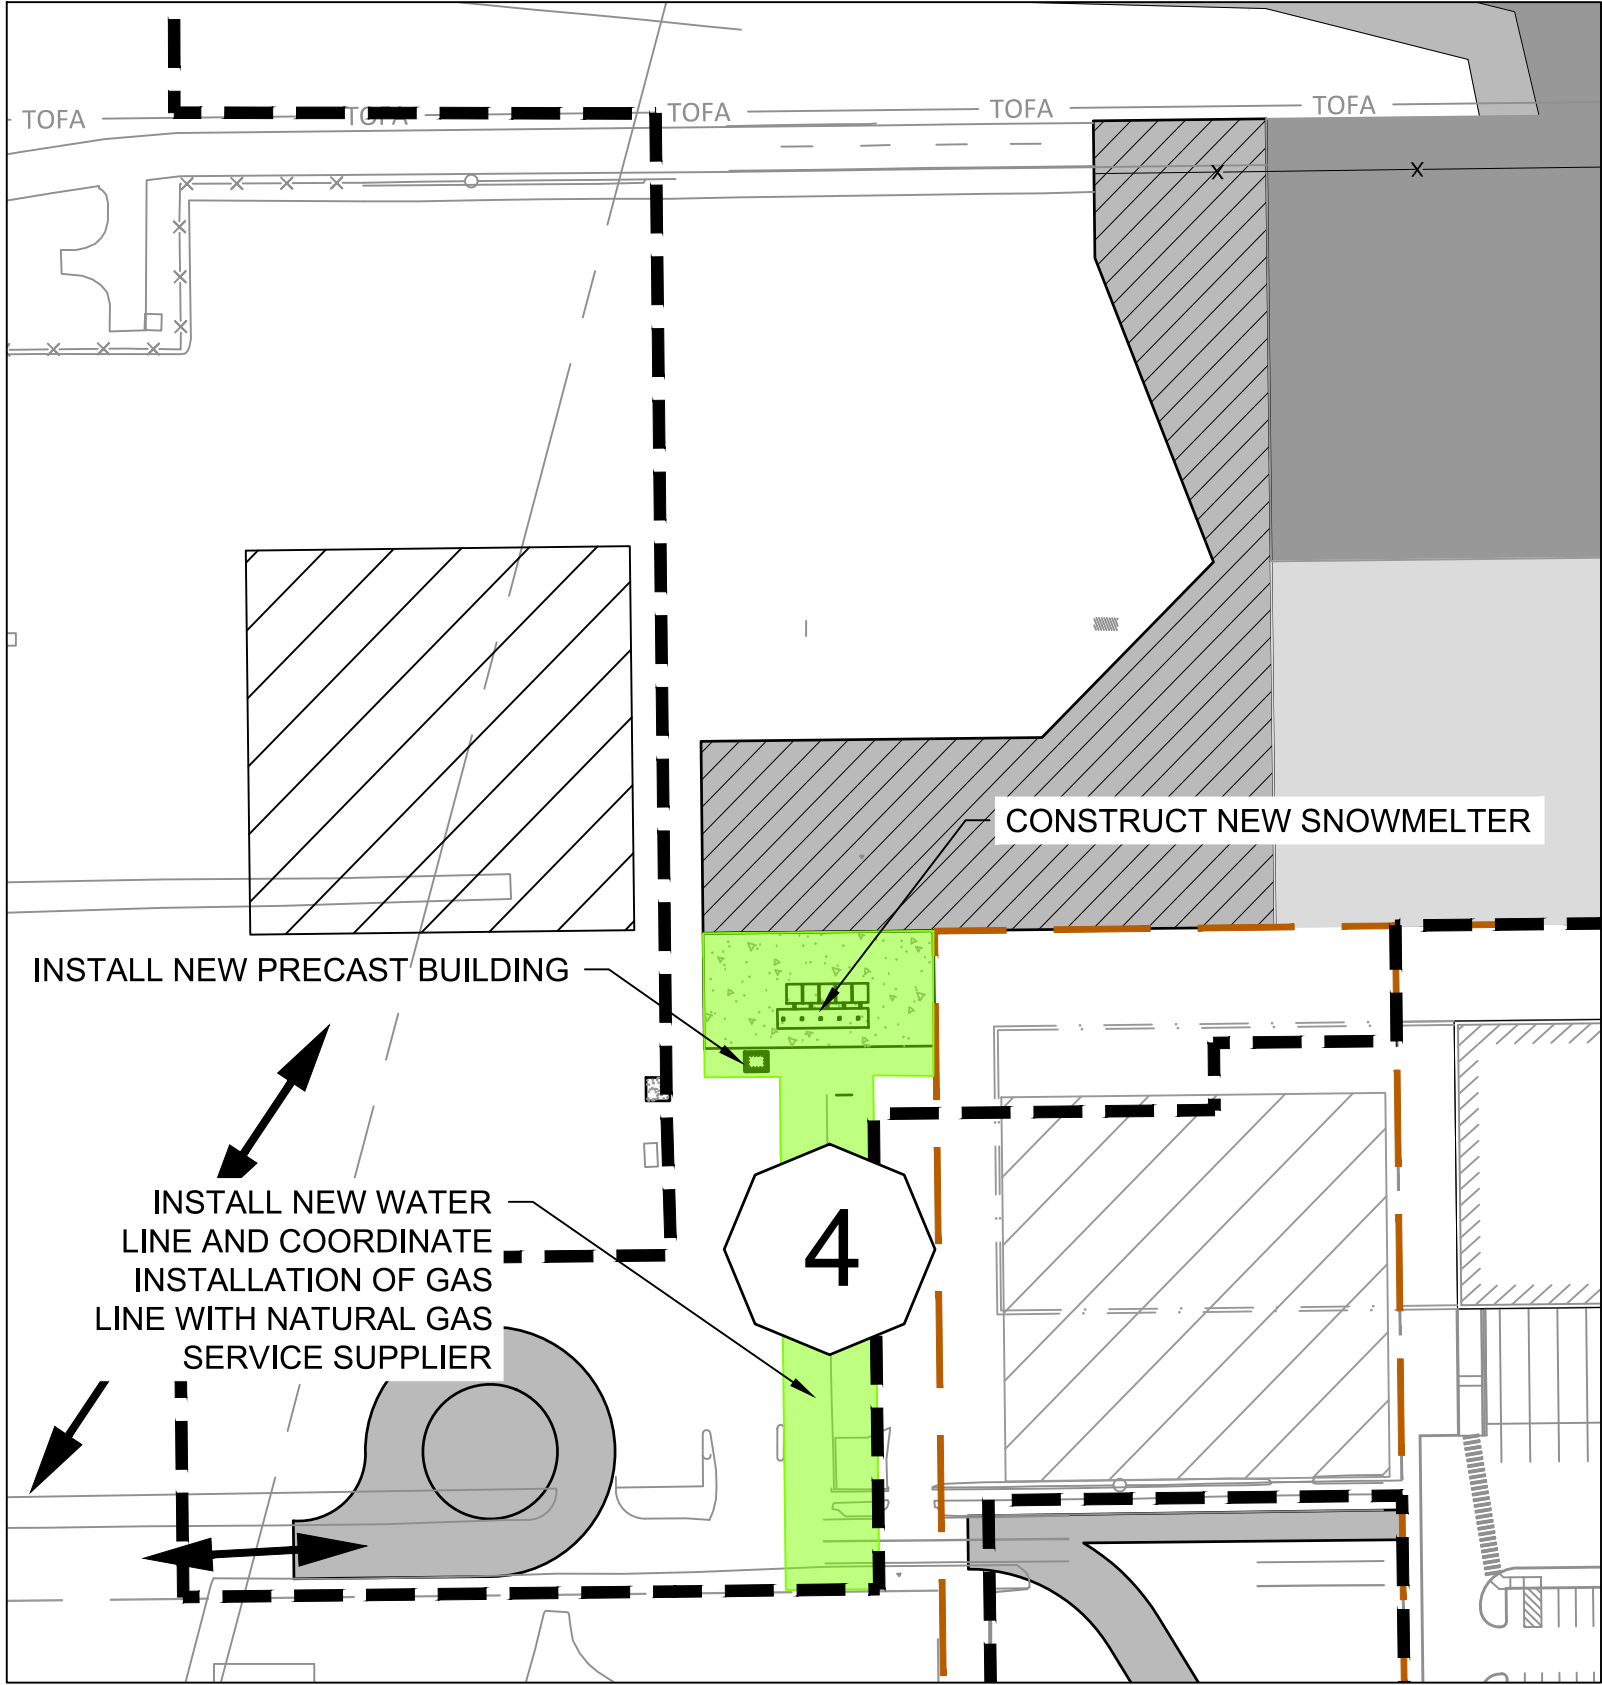 TOFA TOFA TOFA TOFA TOFA
X X
CONSTRUCT NEW SNOWMELTER
INSTALL NEW PRECAST BUILDING
INSTALL NEW WATER
LINE AND COORDINATE
INSTALLATION OF GAS
LINE WITH NATURAL GAS
SERVICE SUPPLIER
4